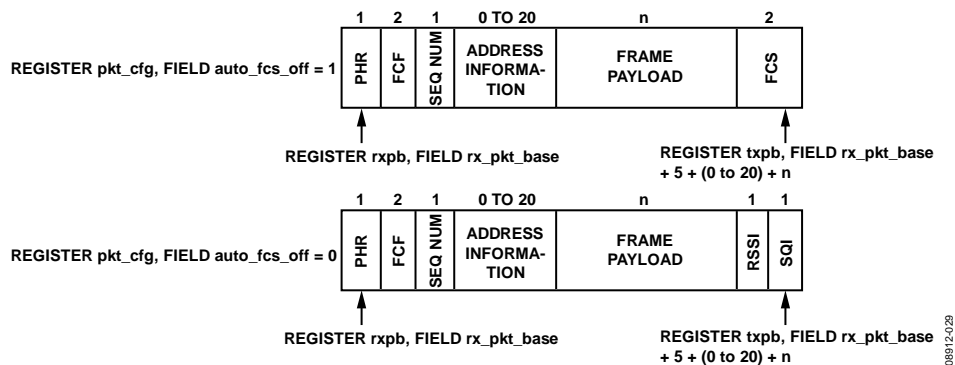 1 2 1 0 TO 20 n 2
REGISTER pkt_cfg, FIELD auto_fcs_off = 1
PHR
FCF
SEQ NUM
ADDRESS
INFORMA-
TION
FRAME
PAYLOAD
FCS
REGISTER rxpb, FIELD rx_pkt_base
REGISTER txpb, FIELD rx_pkt_base
+ 5 + (0 to 20) + n
1 2 1 0 TO 20 n 1 1
REGISTER pkt_cfg, FIELD auto_fcs_off = 0
PHR
FCF
SEQ NUM
ADDRESS
INFORMA-
TION
FRAME
PAYLOAD
RSSI
SQI
REGISTER rxpb, FIELD rx_pkt_base
REGISTER txpb, FIELD rx_pkt_base
+ 5 + (0 to 20) + n
08912-029